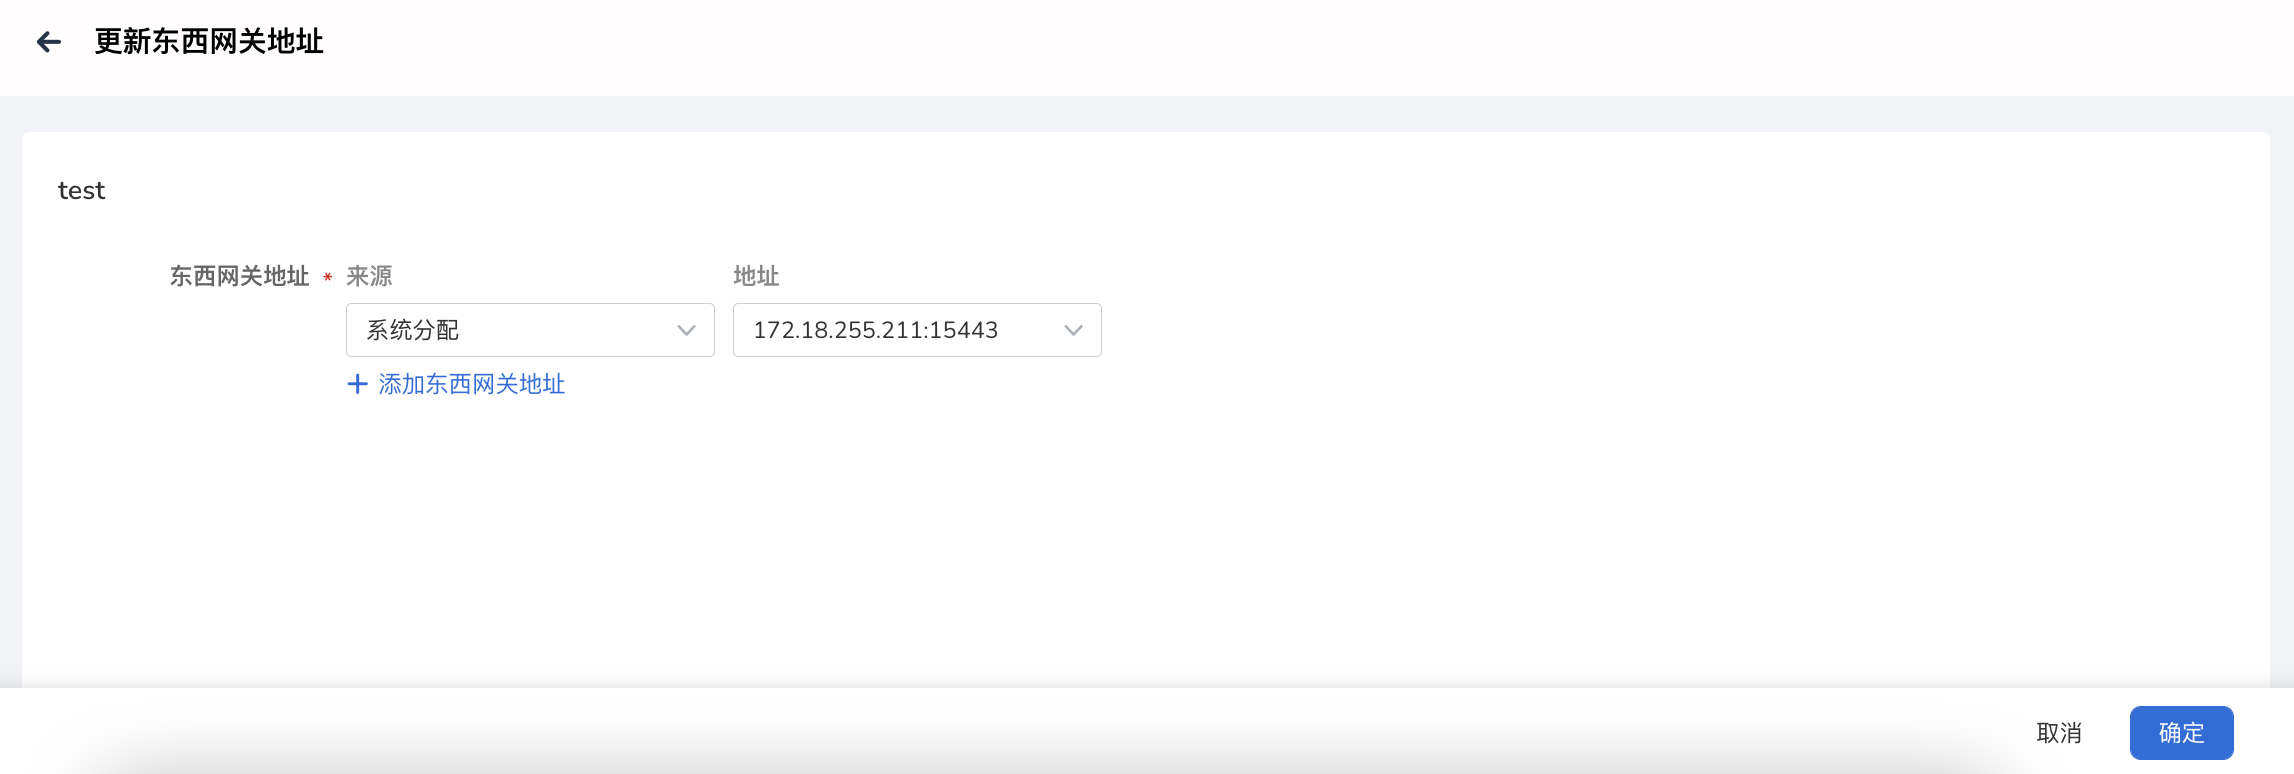 更新东西网关地址
test
东西网关地址 * 来源 地址
系统分配 172.18.255.211:15443
+ 添加东西网关地址
取消 确定